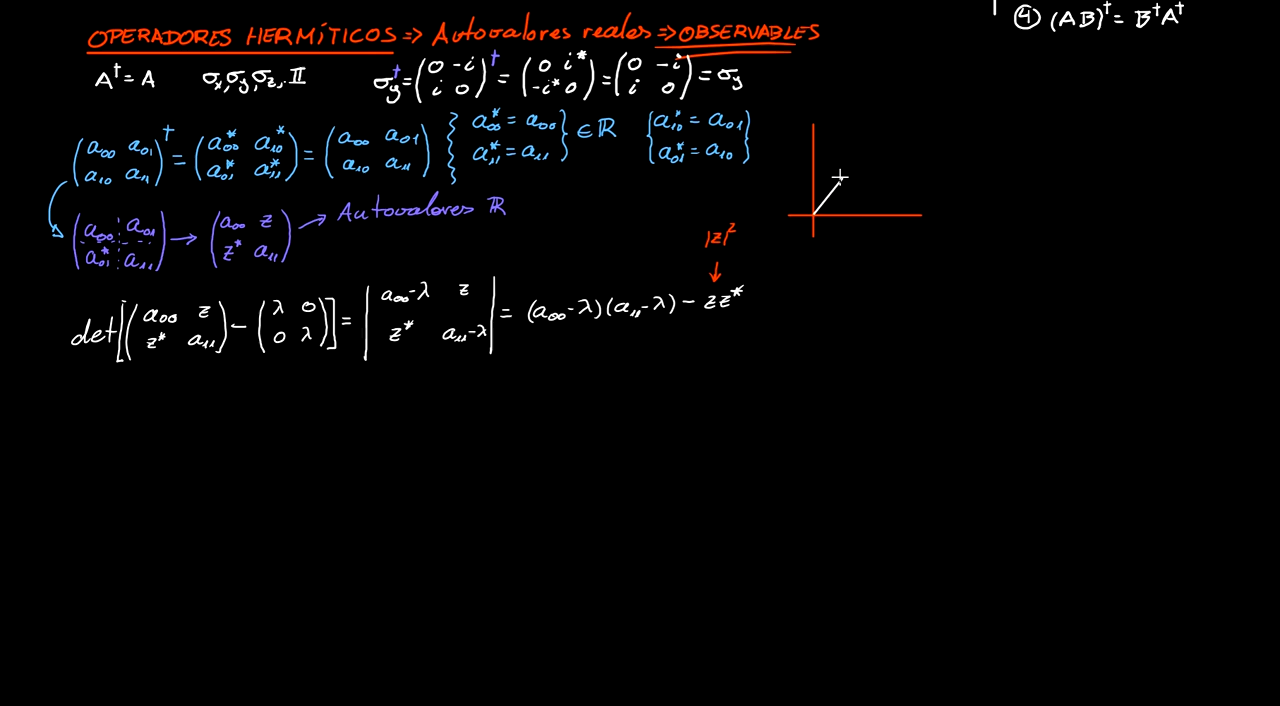 ④ (AB)† = B†A†
OPERADORES HERMÍTICOS ⇒ Autovalores reales ⇒ OBSERVABLES
A† = A   σx, σy, σz, 𝕀   σy† = (0 -i; i 0)† = (0 i*; -i* 0) = (0 -i; i 0) = σy
(a₀₀ a₀₁; a₁₀ a₁₁)† = (a₀₀* a₁₀*; a₀₁* a₁₁*) = (a₀₀ a₀₁; a₁₀ a₁₁)   {a₀₀* = a₀₀; a₁₁* = a₁₁} ∈ ℝ   {a₁₀* = a₀₁; a₀₁* = a₁₀}
(a₀₀ a₀₁; a₀₁* a₁₁) → (a₀₀ z; z* a₁₁) → Autovalores ℝ
|z|²
↓
det[(a₀₀ z; z* a₁₁) - (λ 0; 0 λ)] = |a₀₀-λ z; z* a₁₁-λ| = (a₀₀-λ)(a₁₁-λ) - zz*